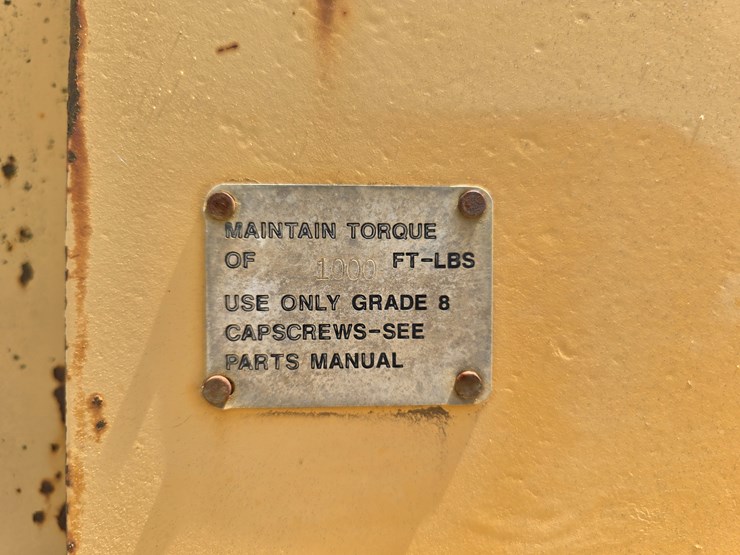 MAINTAIN TORQUE
OF 1000 FT-LBS
USE ONLY GRADE 8
CAPSCREWS-SEE
PARTS MANUAL